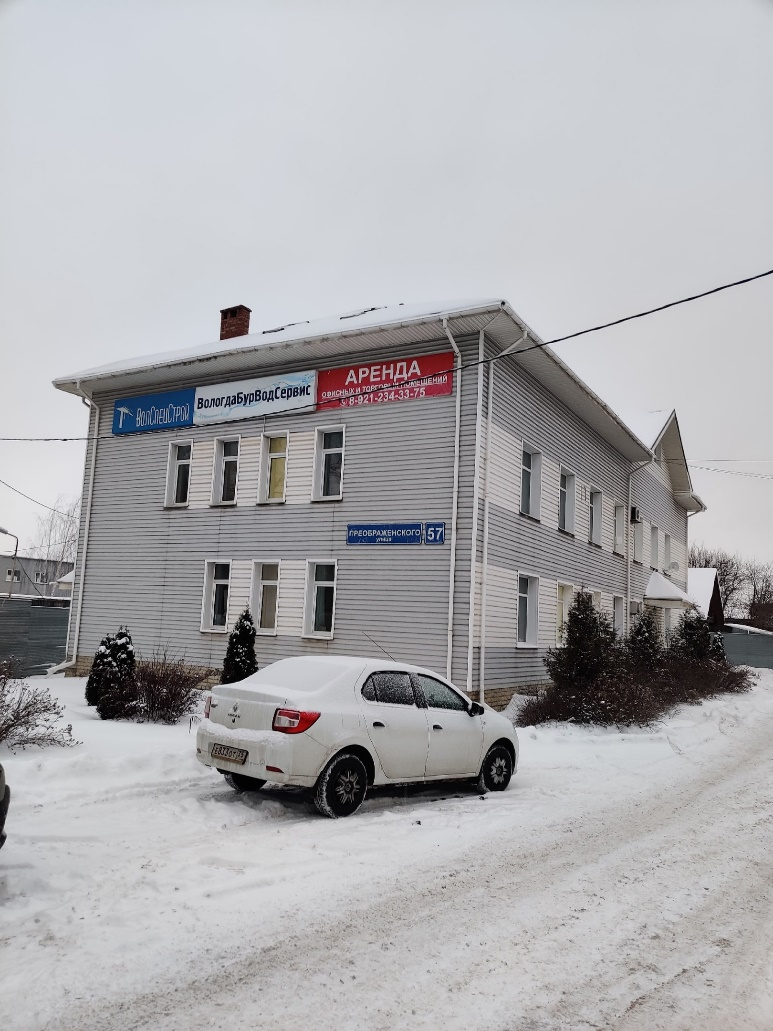 ВолСпецСтрой
ВологдаБурВодСервис
АРЕНДА
ОФИСНЫХ И ТОРГОВЫХ ПОМЕЩЕНИЙ
8-921-234-33-75
ПРЕОБРАЖЕНСКОГО
улица
57